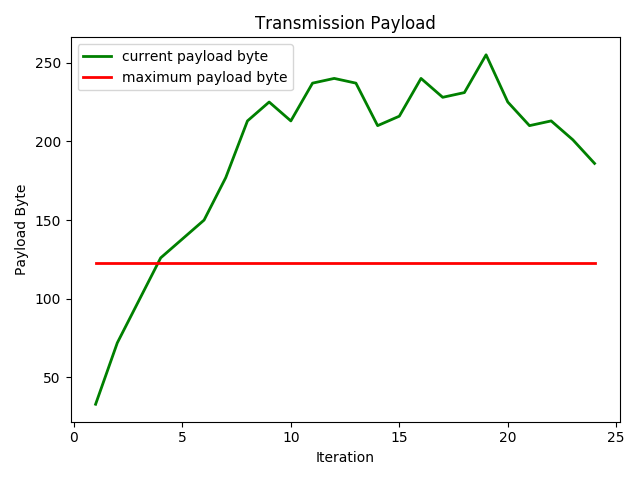 Transmission Payload
current payload byte
maximum payload byte
Payload Byte
250
200
150
100
50
0
5
10
15
20
25
Iteration